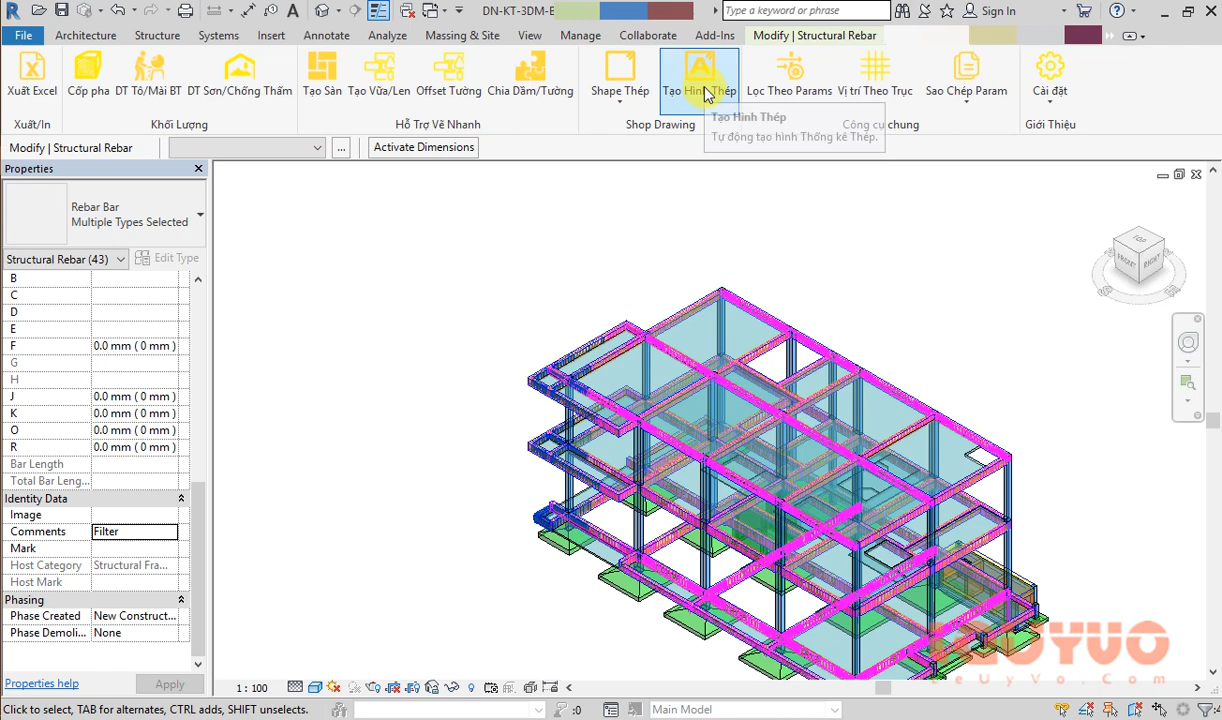 DN-KT-3DM-E
Type a keyword or phrase
Sign In
File
Architecture
Structure
Systems
Insert
Annotate
Analyze
Massing & Site
View
Manage
Collaborate
Add-Ins
Modify | Structural Rebar
Xuất Excel
Cốp pha
DT Tô/Mài BT
DT Sơn/Chống Thấm
Tạo Sàn
Tạo Vữa/Len
Offset Tường
Chia Dầm/Tường
Shape Thép
Tạo Hình Thép
Lọc Theo Params
Vị trí Theo Trục
Sao Chép Param
Cài đặt
Xuất/In
Khối Lượng
Hỗ Trợ Vẽ Nhanh
Shop Drawing
Công cụ chung
Giới Thiệu
Tạo Hình Thép
Tự động tạo hình Thống kê Thép.
Modify | Structural Rebar
...
Activate Dimensions
Properties
Rebar Bar
Multiple Types Selected
Structural Rebar (43)
Edit Type
B
C
D
E
F 0.0 mm ( 0 mm )
G
H
J 0.0 mm ( 0 mm )
K 0.0 mm ( 0 mm )
O 0.0 mm ( 0 mm )
R 0.0 mm ( 0 mm )
Bar Length
Total Bar Leng...
Identity Data
Image
Comments Filter
Mark
Host Category Structural Fra...
Host Mark
Phasing
Phase Created New Construct...
Phase Demoli... None
Properties help
Apply
TOP
FRONT
RIGHT
1 : 100
LeUyVo.Com
Click to select, TAB for alternates, CTRL adds, SHIFT unselects.
:0
Main Model